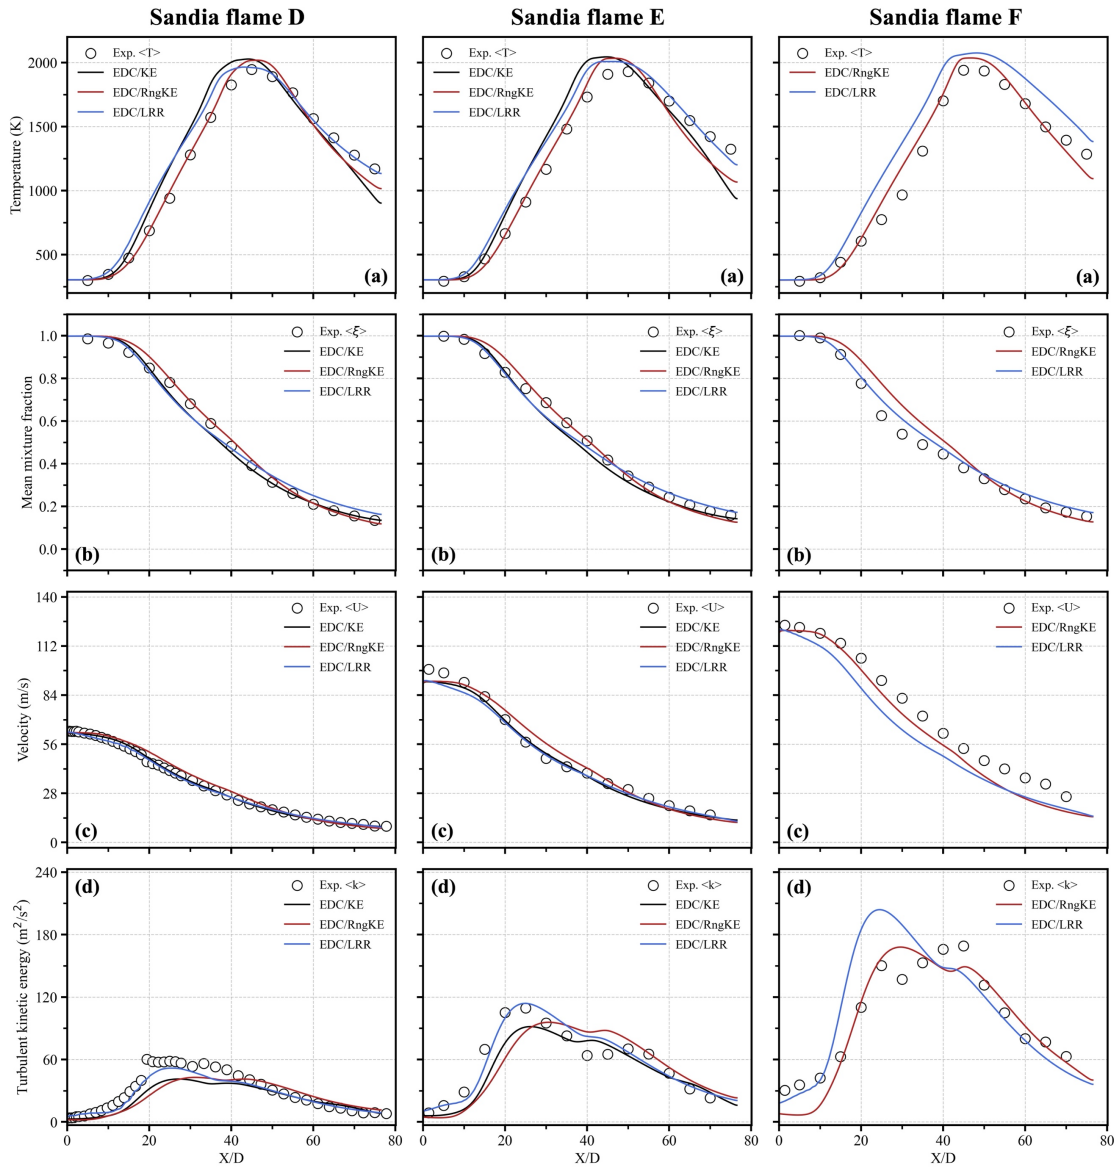 Sandia flame D
Sandia flame E
Sandia flame F
Temperature (K)
2000
1500
1000
500
Exp. <T>
EDC/KE
EDC/RngKE
EDC/LRR
(a)
Exp. <T>
EDC/KE
EDC/RngKE
EDC/LRR
(a)
Exp. <T>
EDC/RngKE
EDC/LRR
(a)
Mean mixture fraction
1.0
0.8
0.6
0.4
0.2
0.0
Exp. <ξ>
EDC/KE
EDC/RngKE
EDC/LRR
(b)
Exp. <ξ>
EDC/KE
EDC/RngKE
EDC/LRR
(b)
Exp. <ξ>
EDC/RngKE
EDC/LRR
(b)
Velocity (m/s)
140
112
84
56
28
0
Exp. <U>
EDC/KE
EDC/RngKE
EDC/LRR
(c)
Exp. <U>
EDC/KE
EDC/RngKE
EDC/LRR
(c)
Exp. <U>
EDC/RngKE
EDC/LRR
(c)
Turbulent kinetic energy (m²/s²)
240
180
120
60
0
(d)
Exp. <k>
EDC/KE
EDC/RngKE
EDC/LRR
(d)
Exp. <k>
EDC/KE
EDC/RngKE
EDC/LRR
(d)
Exp. <k>
EDC/RngKE
EDC/LRR
0 20 40 60 80
0 20 40 60 80
0 20 40 60 80
X/D
X/D
X/D